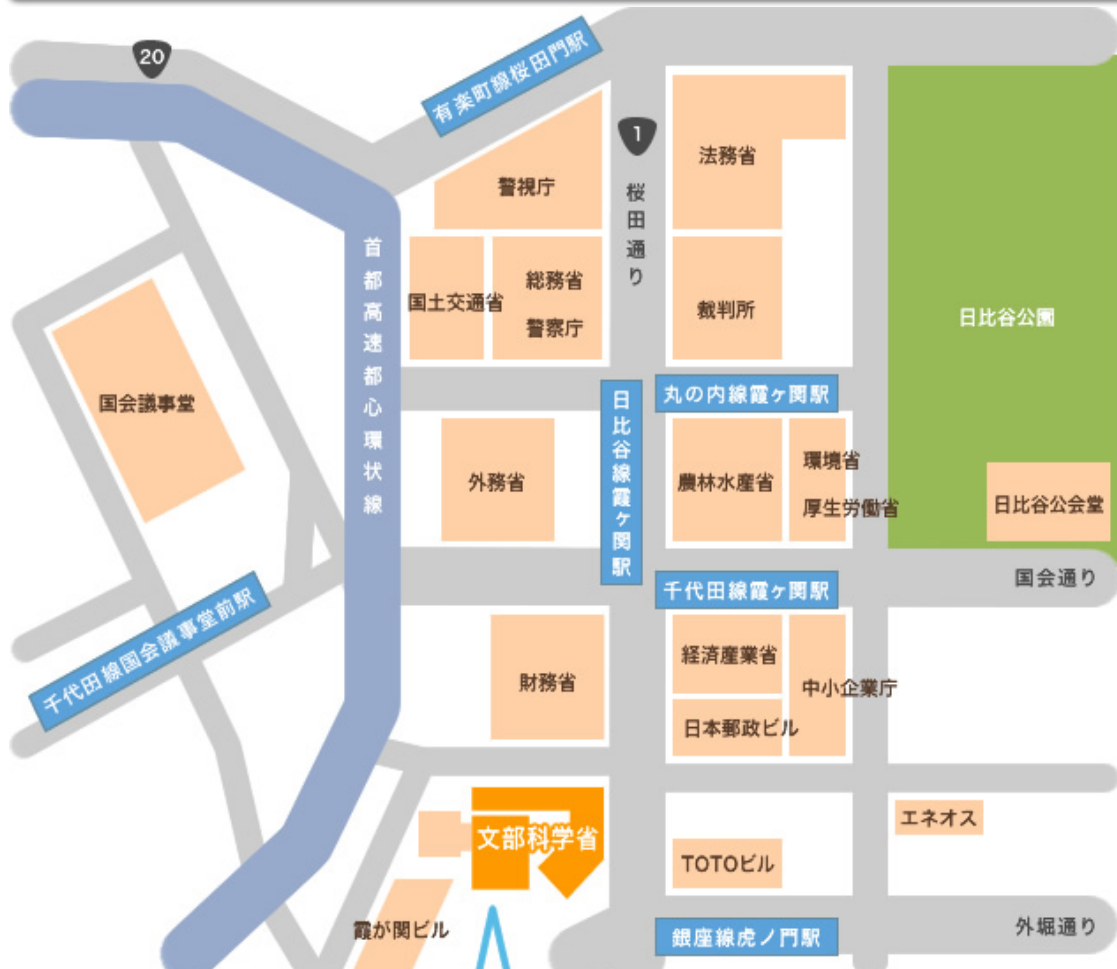 20
有楽町線桜田門駅
1
桜田通り
法務省
警視庁
首都高速都心環状線
国土交通省
総務省
警察庁
裁判所
日比谷公園
国会議事堂
日比谷線霞ヶ関駅
丸の内線霞ヶ関駅
外務省
農林水産省
環境省
厚生労働省
日比谷公会堂
国会通り
千代田線霞ヶ関駅
千代田線国会議事堂前駅
財務省
経済産業省
中小企業庁
日本郵政ビル
文部科学省
エネオス
TOTOビル
霞が関ビル
銀座線虎ノ門駅
外堀通り